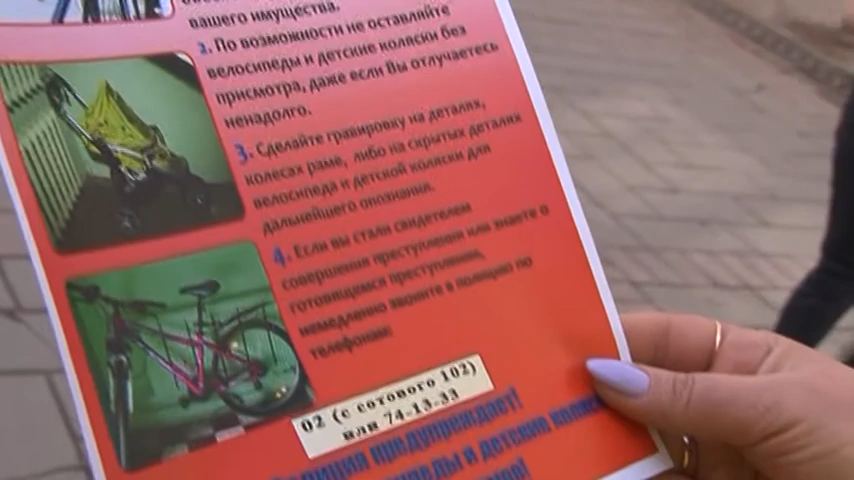 вашего имущества.
2. По возможности не оставляйте
велосипеды и детские коляски без
присмотра, даже если Вы отлучаетесь
ненадолго.
3. Сделайте гравировку на деталях,
колесах раме, либо на скрытых деталях
велосипеда и детской коляски для
дальнейшего опознания.
4. Если вы стали свидетелем
совершения преступления или знаете о
готовящимся преступлении,
немедленно звоните в полицию по
телефонам:
02 (с сотового 102)
или 74-13-33
предупреждает!
и детские коляски